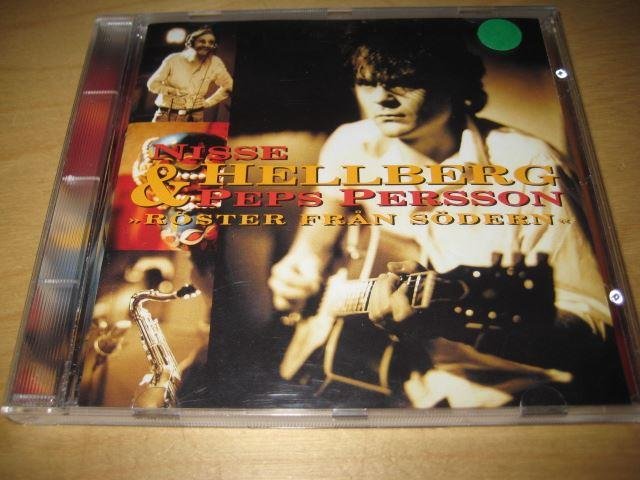 NISSE
HELLBERG
& PEPS PERSSON
»RÖSTER FRÅN SÖDERN«